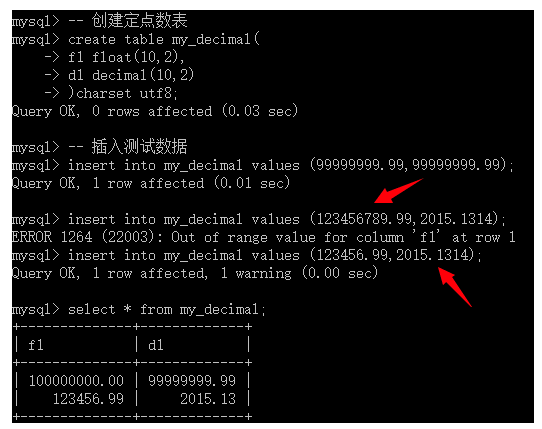 mysql> -- 创建定点数表
mysql> create table my_decimal(
    -> f1 float(10,2),
    -> d1 decimal(10,2)
    -> )charset utf8;
Query OK, 0 rows affected (0.03 sec)

mysql> -- 插入测试数据
mysql> insert into my_decimal values (99999999.99,99999999.99);
Query OK, 1 row affected (0.01 sec)

mysql> insert into my_decimal values (123456789.99,2015.1314);
ERROR 1264 (22003): Out of range value for column 'f1' at row 1
mysql> insert into my_decimal values (123456.99,2015.1314);
Query OK, 1 row affected, 1 warning (0.00 sec)

mysql> select * from my_decimal;
+--------------+-------------+
| f1           | d1          |
+--------------+-------------+
| 100000000.00 | 99999999.99 |
|    123456.99 |     2015.13 |
+--------------+-------------+